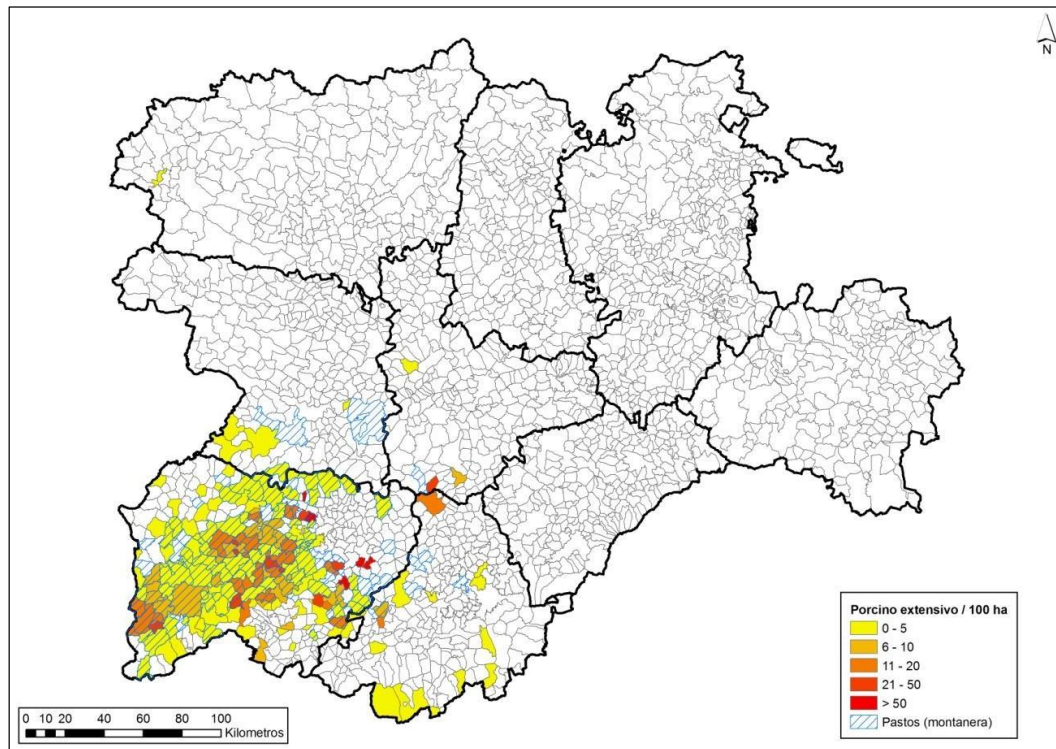 N
Porcino extensivo / 100 ha
0 - 5
6 - 10
11 - 20
21 - 50
> 50
Pastos (montanera)
0 10 20 40 60 80 100
Kilometros